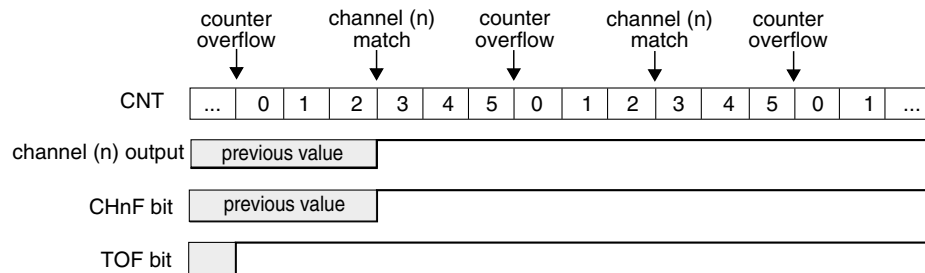 counter overflow
channel (n) match
counter overflow
channel (n) match
counter overflow
CNT ... 0 1 2 3 4 5 0 1 2 3 4 5 0 1 ...
channel (n) output previous value
CHnF bit previous value
TOF bit